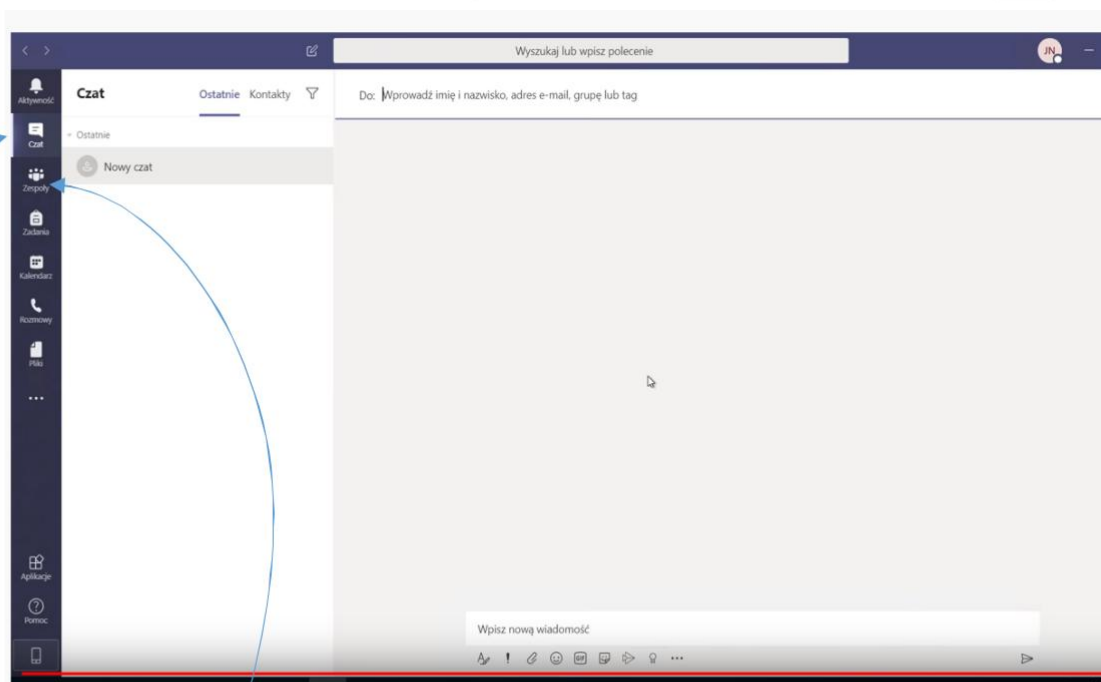 Wyszukaj lub wpisz polecenie
JN
Aktywność
Czat
Zespoły
Zadania
Kalendarz
Rozmowy
Pliki
Aplikacje
Pomoc
Czat
Ostatnie Kontakty
Ostatnie
Nowy czat
Do: Wprowadź imię i nazwisko, adres e-mail, grupę lub tag
Wpisz nową wiadomość
GIF